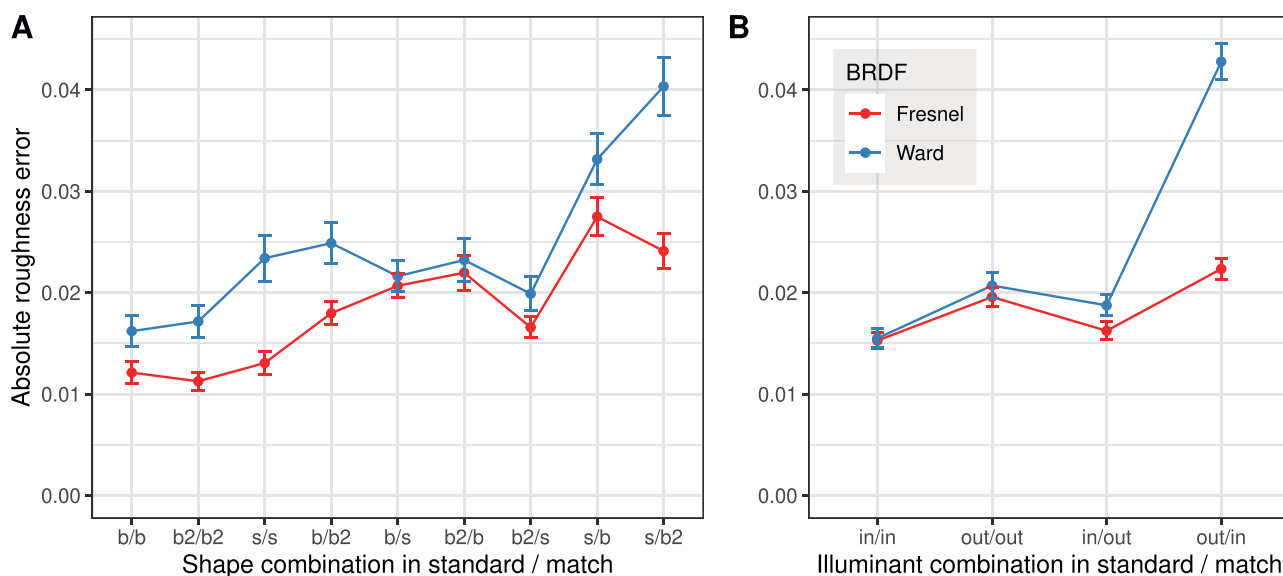 A
Absolute roughness error
0.04
0.03
0.02
0.01
0.00
b/b b2/b2 s/s b/b2 b/s b2/b b2/s s/b s/b2
Shape combination in standard / match
B
BRDF
Fresnel
Ward
0.04
0.03
0.02
0.01
0.00
in/in out/out in/out out/in
Illuminant combination in standard / match